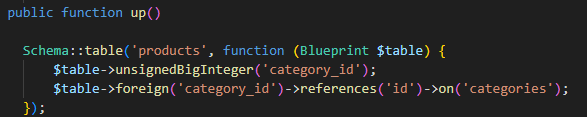 public function up()
Schema::table('products', function (Blueprint $table) {
$table->unsignedBigInteger('category_id');
$table->foreign('category_id')->references('id')->on('categories');
});